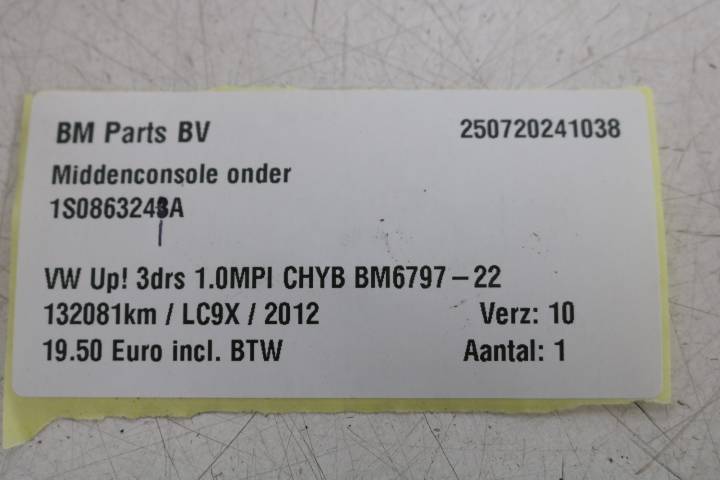 BM Parts BV 250720241038
Middenconsole onder
VW Up! 3drs 1.0MPI CHYB BM6797-22
132081km / LC9X / 2012 Verz: 10
19.50 Euro incl. BTW Aantal: 1